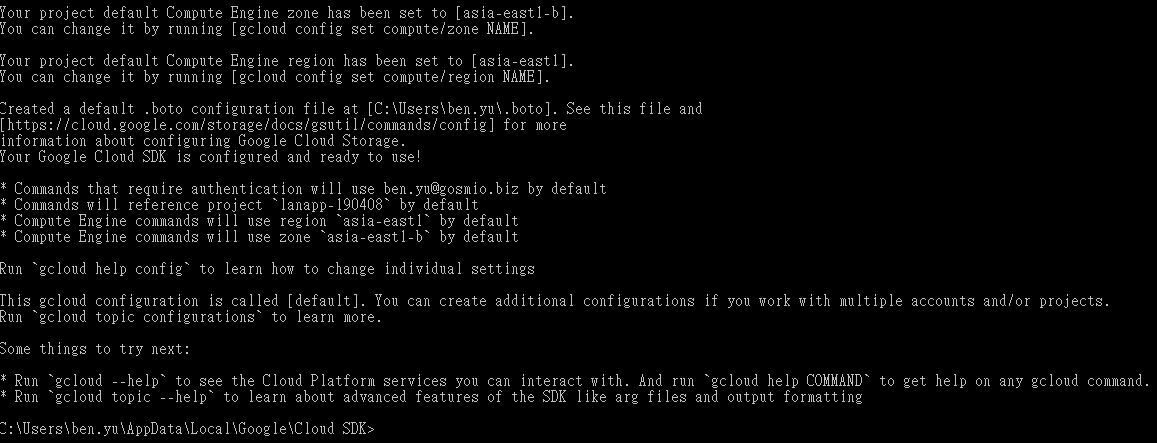 Your project default Compute Engine zone has been set to [asia-east1-b].
You can change it by running [gcloud config set compute/zone NAME].
Your project default Compute Engine region has been set to [asia-east1].
You can change it by running [gcloud config set compute/region NAME].
Created a default .boto configuration file at [C:\Users\ben.yu\.boto]. See this file and
[https://cloud.google.com/storage/docs/gsutil/commands/config] for more
information about configuring Google Cloud Storage.
Your Google Cloud SDK is configured and ready to use!
* Commands that require authentication will use ben.yu@gosmio.biz by default
* Commands will reference project `lanapp-190408` by default
* Compute Engine commands will use region `asia-east1` by default
* Compute Engine commands will use zone `asia-east1-b` by default
Run `gcloud help config` to learn how to change individual settings
This gcloud configuration is called [default]. You can create additional configurations if you work with multiple accounts and/or projects.
Run `gcloud topic configurations` to learn more.
Some things to try next:
* Run `gcloud --help` to see the Cloud Platform services you can interact with. And run `gcloud help COMMAND` to get help on any gcloud command.
* Run `gcloud topic --help` to learn about advanced features of the SDK like arg files and output formatting
C:\Users\ben.yu\AppData\Local\Google\Cloud SDK>